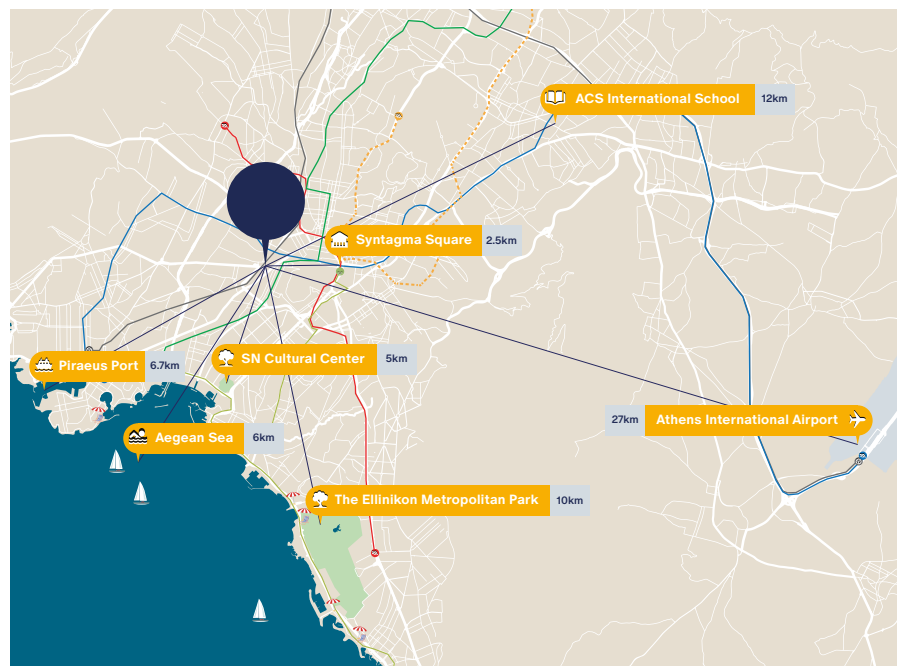 ACS International School 12km
Syntagma Square 2.5km
SN Cultural Center 5km
Piraeus Port 6.7km
27km Athens International Airport
Aegean Sea 6km
The Ellinikon Metropolitan Park 10km